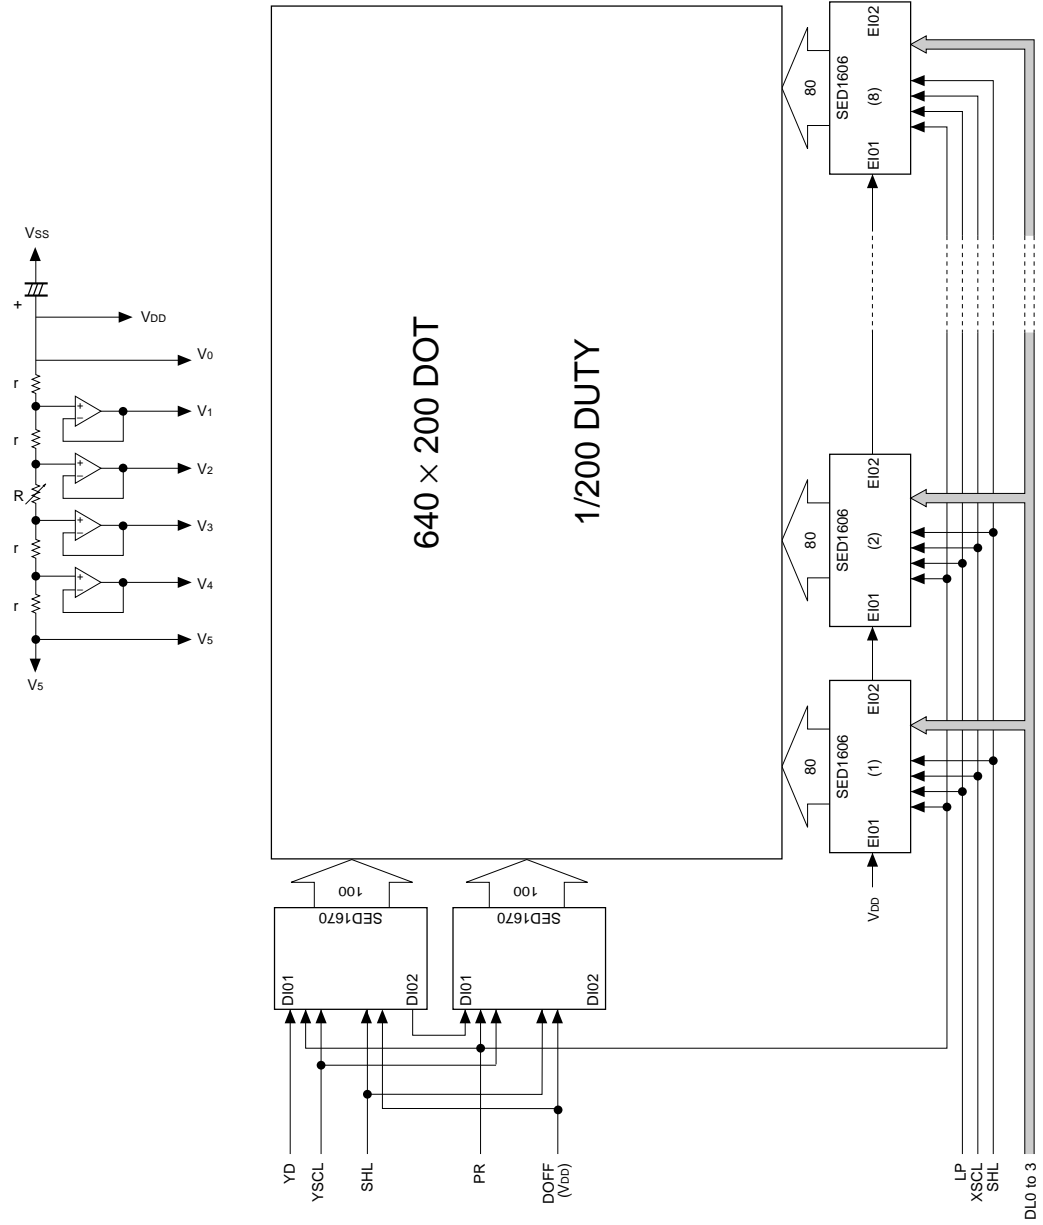 VSS
+
VDD
V0
r
V1
r
V2
R
V3
r
V4
r
V5
V5
+
−
+
−
+
−
+
−
640 × 200 DOT
1/200 DUTY
80
SED1606
(8)
EI01
EI02
80
SED1606
(2)
EI01
EI02
80
SED1606
(1)
EI01
EI02
VDD
100
SED1670
DI01
DI02
100
SED1670
DI01
DI02
YD
YSCL
SHL
PR
DOFF
(VDD)
LP
XSCL
SHL
DL0 to 3